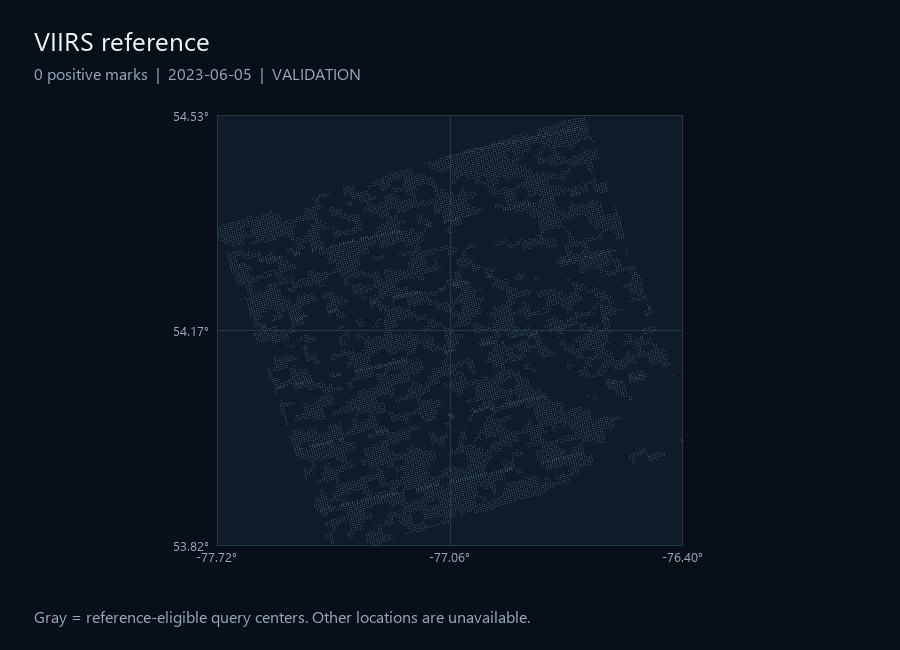 VIIRS reference
0 positive marks | 2023-06-05 | VALIDATION
54.53°
54.17°
53.82°
-77.72°
-77.06°
-76.40°
Gray = reference-eligible query centers. Other locations are unavailable.